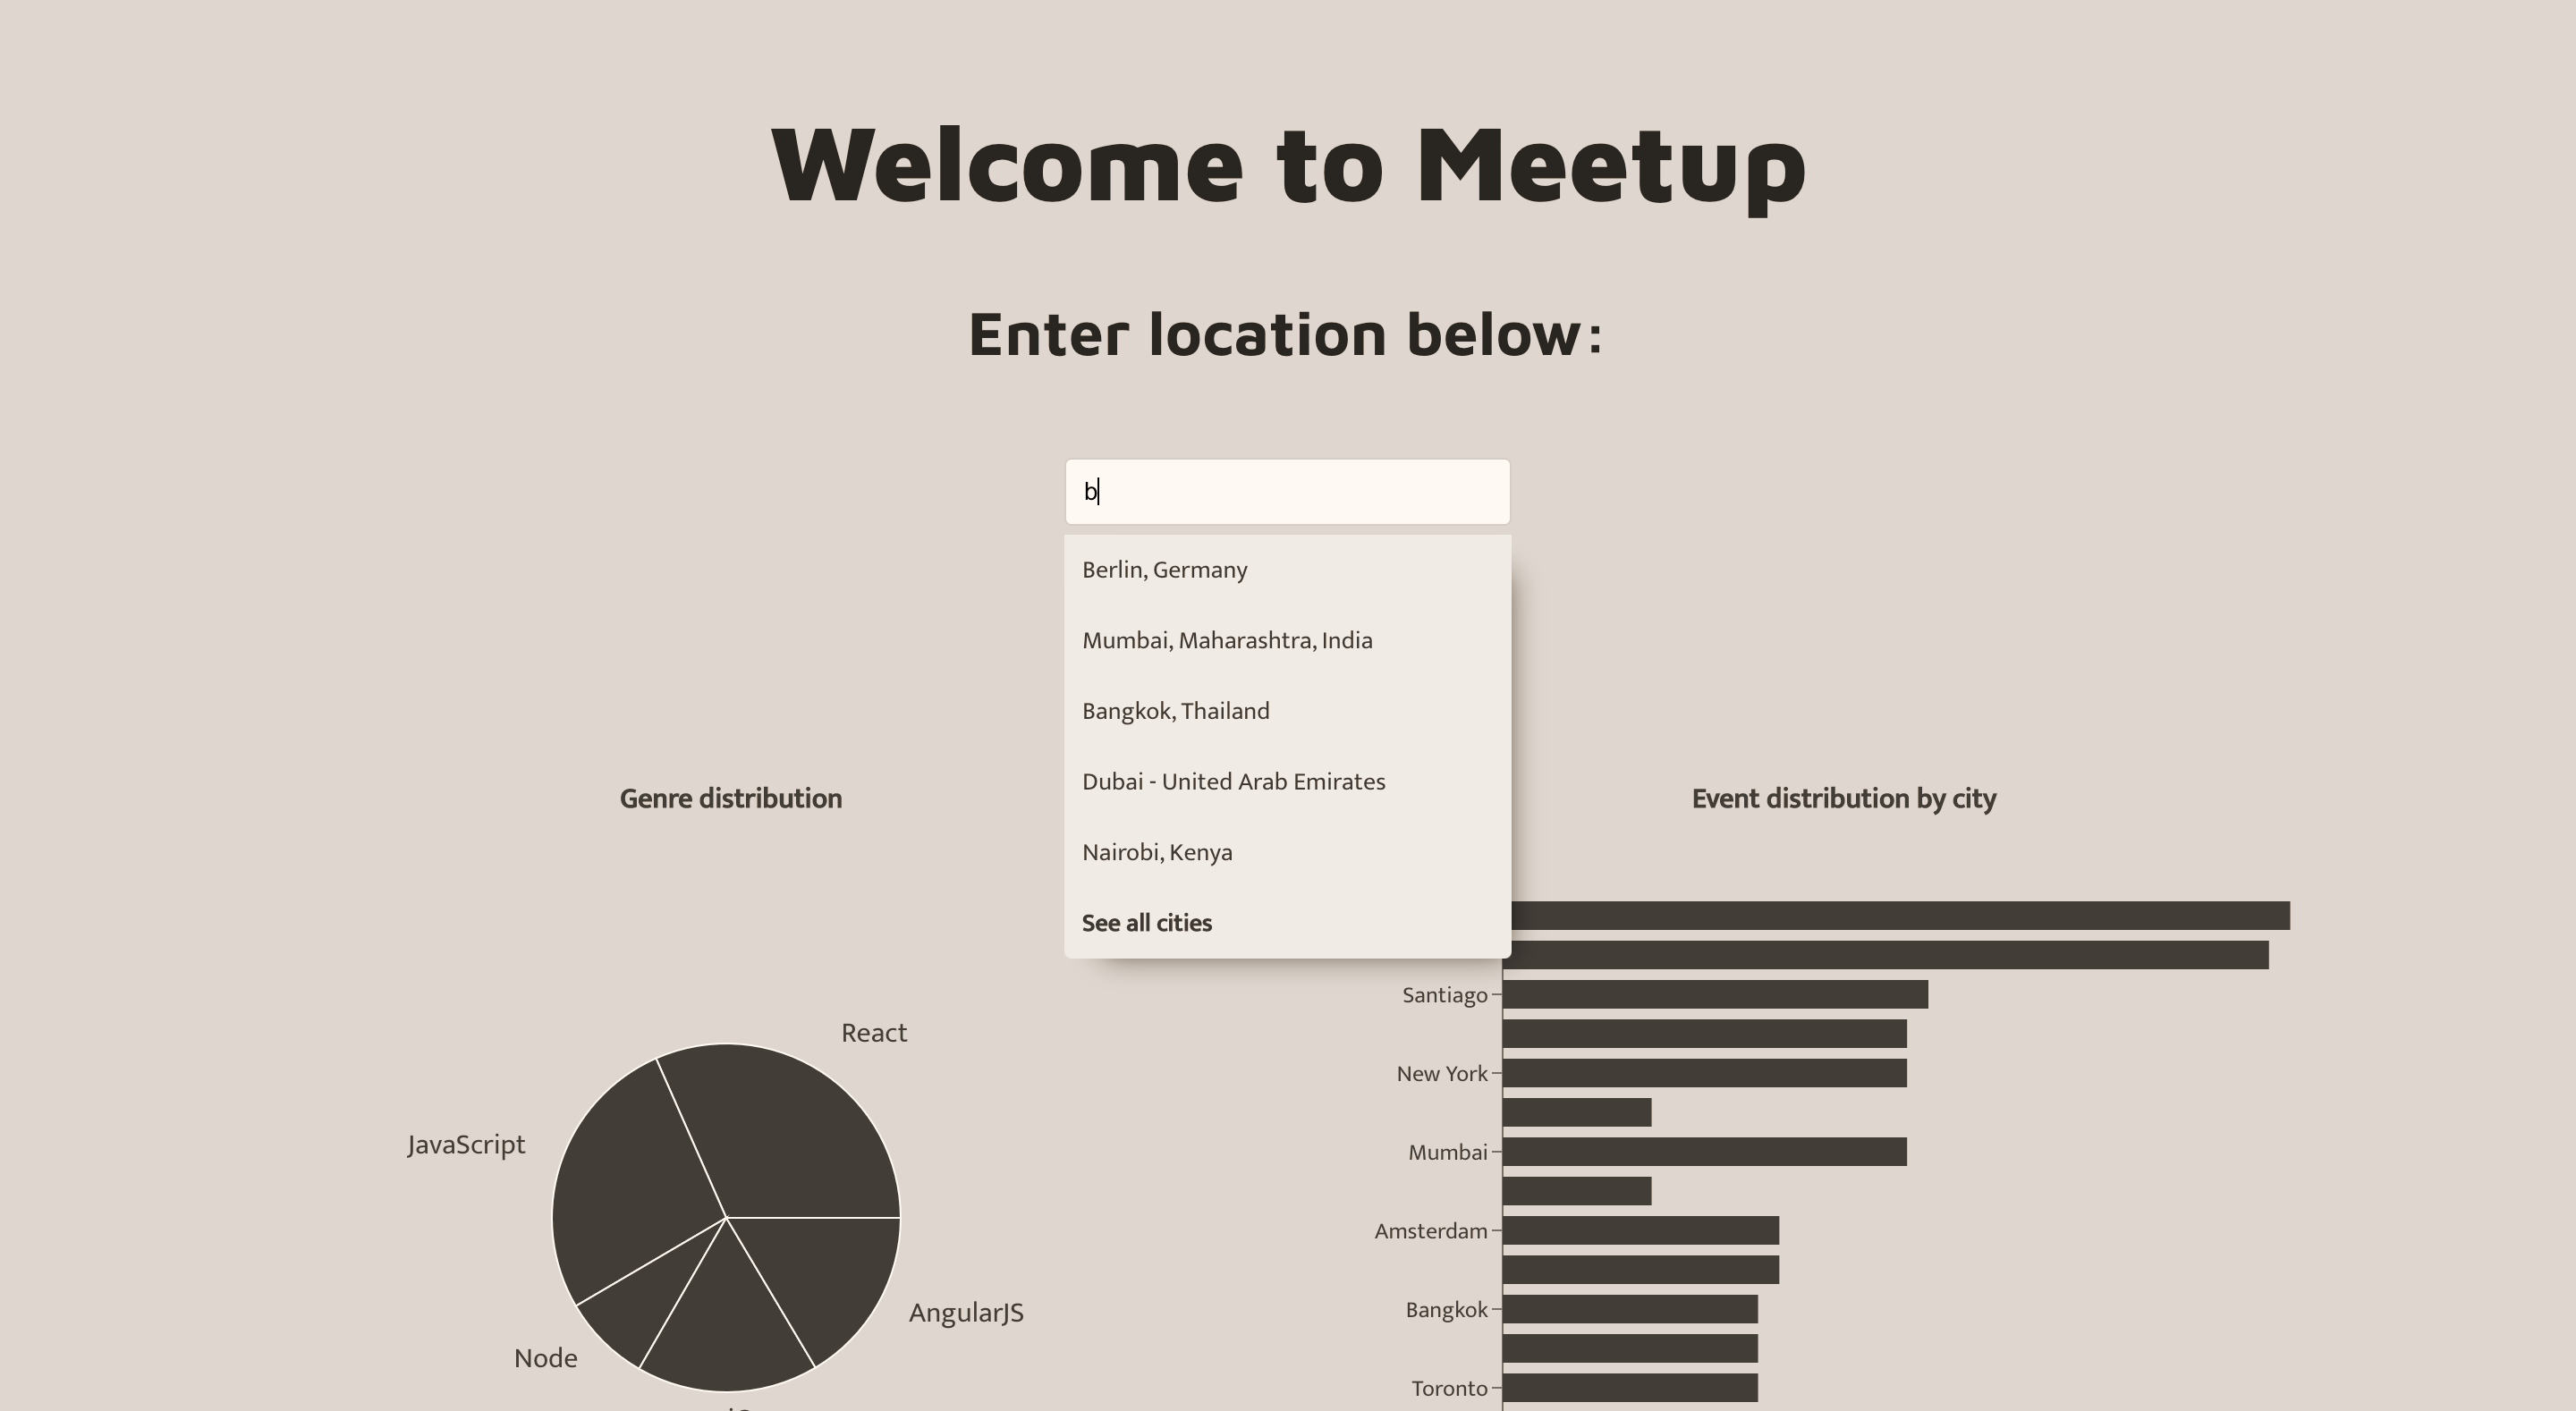 Welcome to Meetup
Enter location below:
b
Berlin, Germany
Mumbai, Maharashtra, India
Bangkok, Thailand
Dubai - United Arab Emirates
Nairobi, Kenya
See all cities
Genre distribution
React
JavaScript
AngularJS
Node
Event distribution by city
Santiago
New York
Mumbai
Amsterdam
Bangkok
Toronto